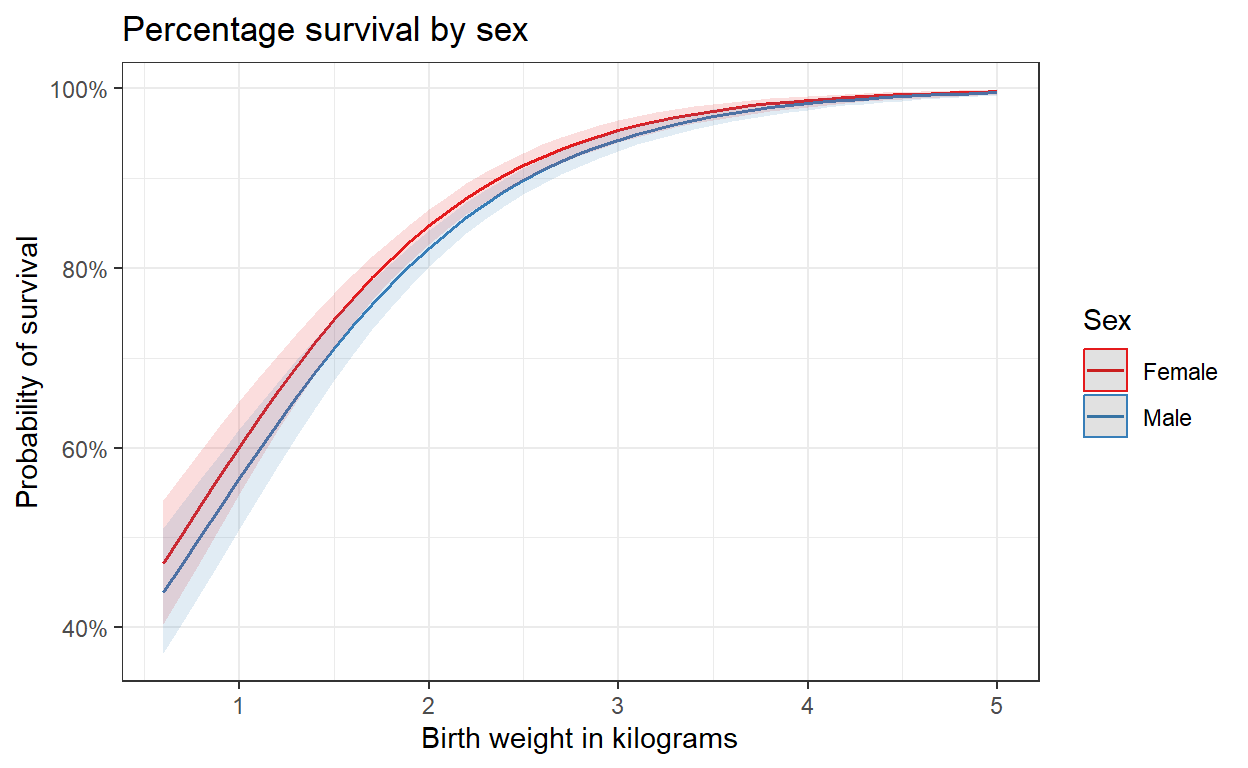 Percentage survival by sex
100%
80%
60%
40%
Probability of survival
1 2 3 4 5
Birth weight in kilograms
Sex
Female
Male